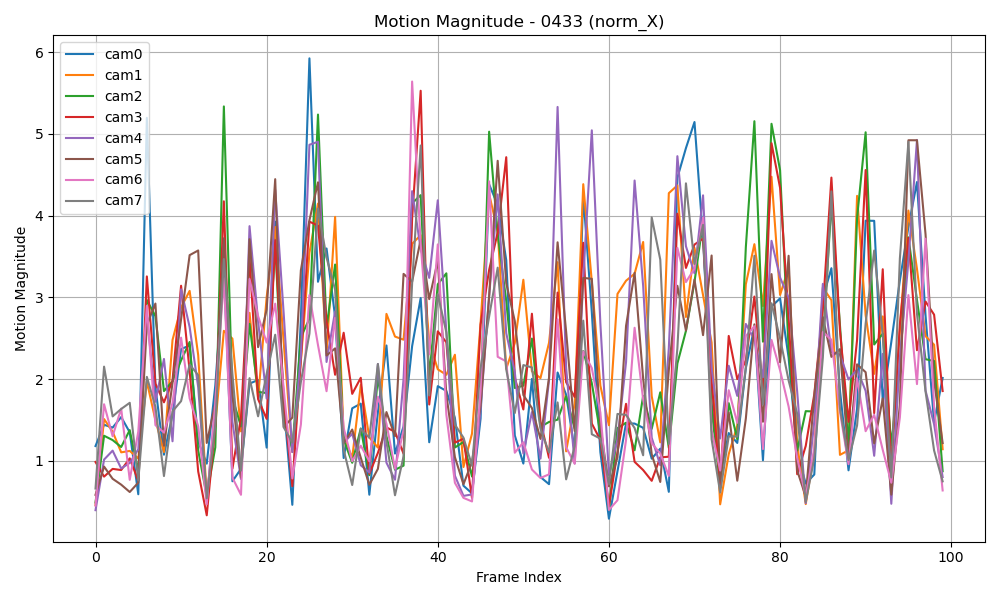 Motion Magnitude - 0433 (norm_X)
cam0
cam1
cam2
cam3
cam4
cam5
cam6
cam7
Motion Magnitude
6
5
4
3
2
1
0
20
40
60
80
100
Frame Index